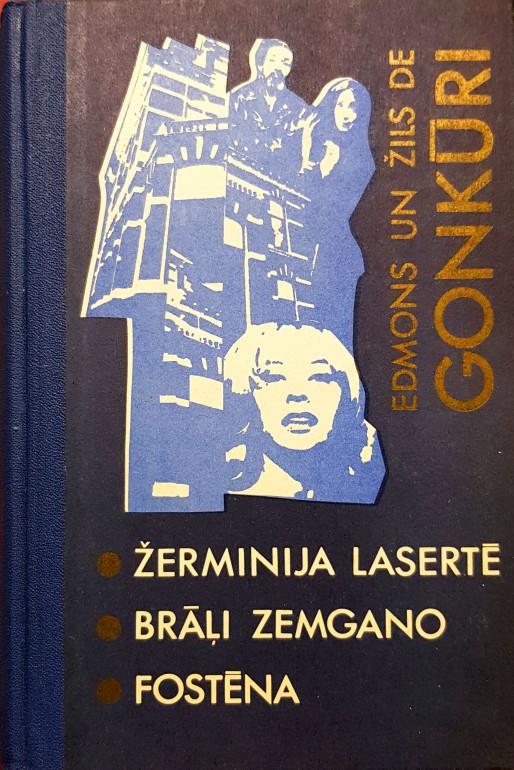 EDMONS UN ŽILS DE
GONKŪRI
ŽERMINIJA LASERTĒ
BRĀĻI ZEMGANO
FOSTĒNA